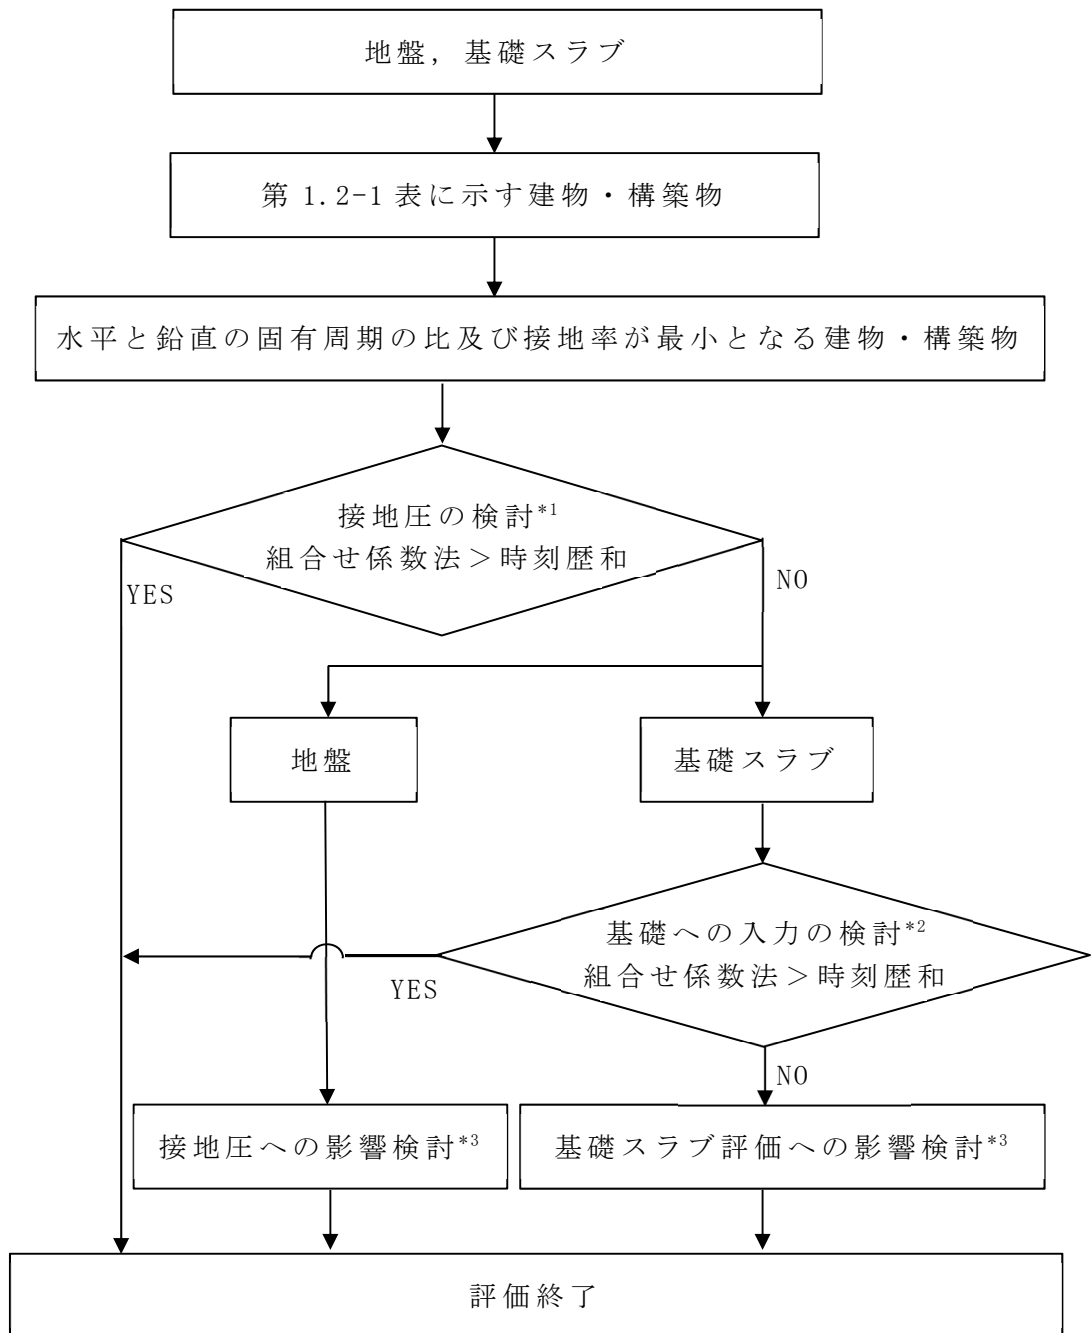 地盤，基礎スラブ
第 1.2-1 表に示す建物・構築物
水平と鉛直の固有周期の比及び接地率が最小となる建物・構築物
接地圧の検討*1
組合せ係数法＞時刻歴和
YES
NO
地盤
基礎スラブ
基礎への入力の検討*2
組合せ係数法＞時刻歴和
YES
NO
接地圧への影響検討*3
基礎スラブ評価への影響検討*3
評価終了